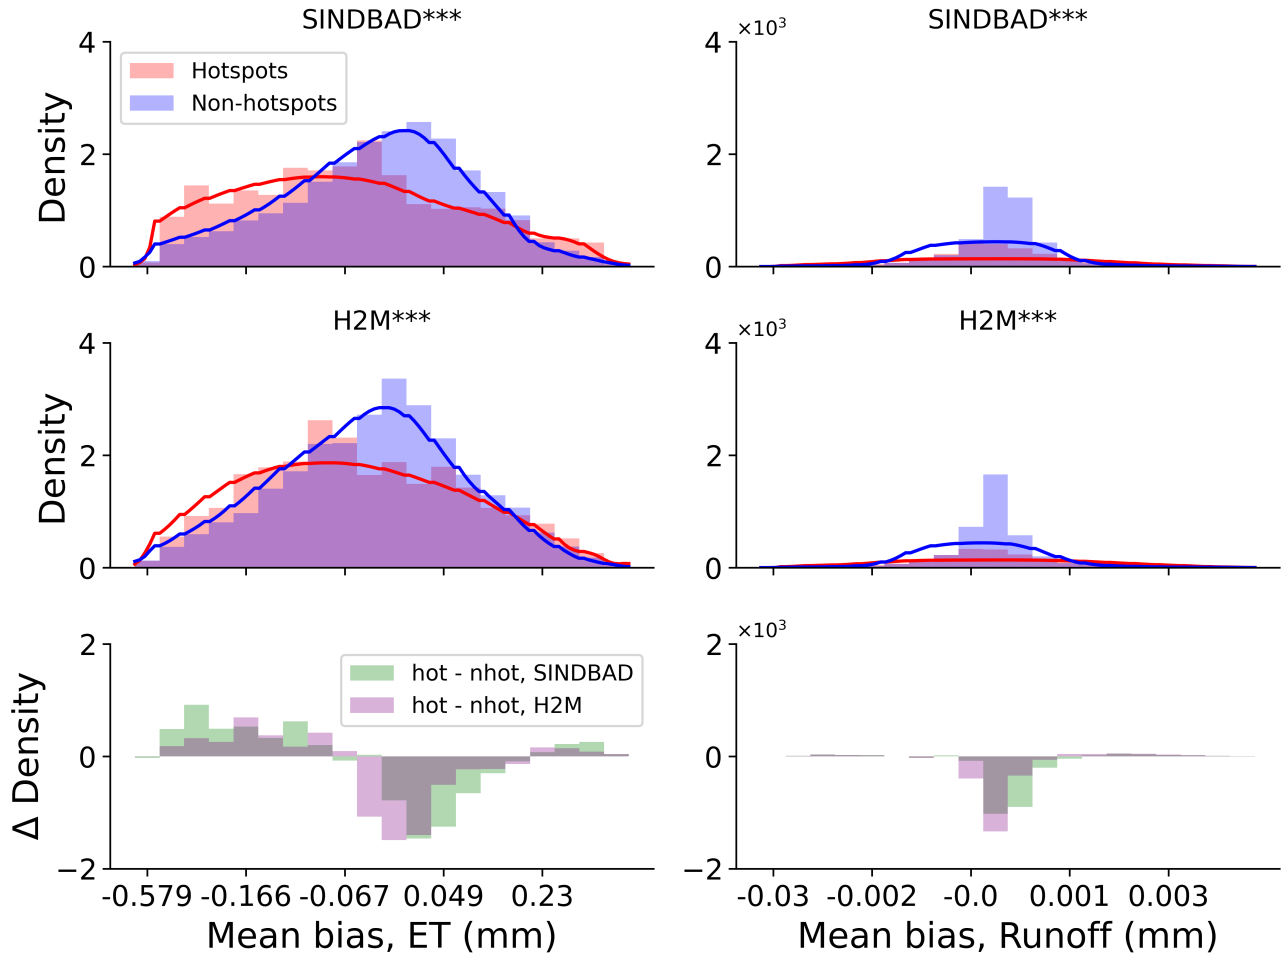 SINDBAD***
4
2
0
Density
Hotspots
Non-hotspots
SINDBAD***
×10³
4
2
0
H2M***
4
2
0
Density
H2M***
×10³
4
2
0
2
0
−2
Δ Density
hot - nhot, SINDBAD
hot - nhot, H2M
-0.579 -0.166 -0.067 0.049 0.23
Mean bias, ET (mm)
×10³
2
0
−2
-0.03 -0.002 -0.0 0.001 0.003
Mean bias, Runoff (mm)